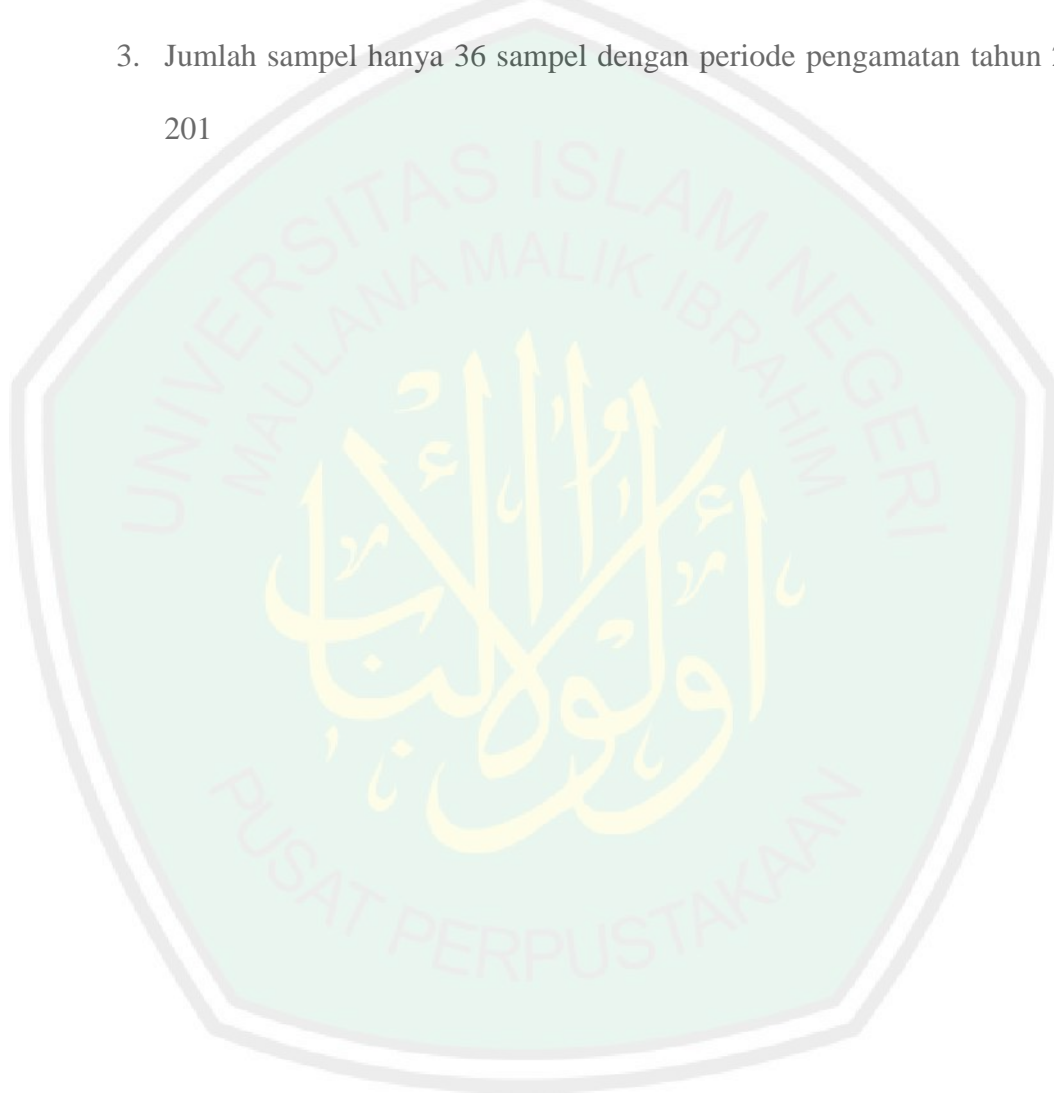 3. Jumlah sampel hanya 36 sampel dengan periode pengamatan tahun
201
UNIVERSITAS ISLAM NEGERI
MAULANA MALIK IBRAHIM
أولوا الألباب
PUSAT PERPUSTAKAAN